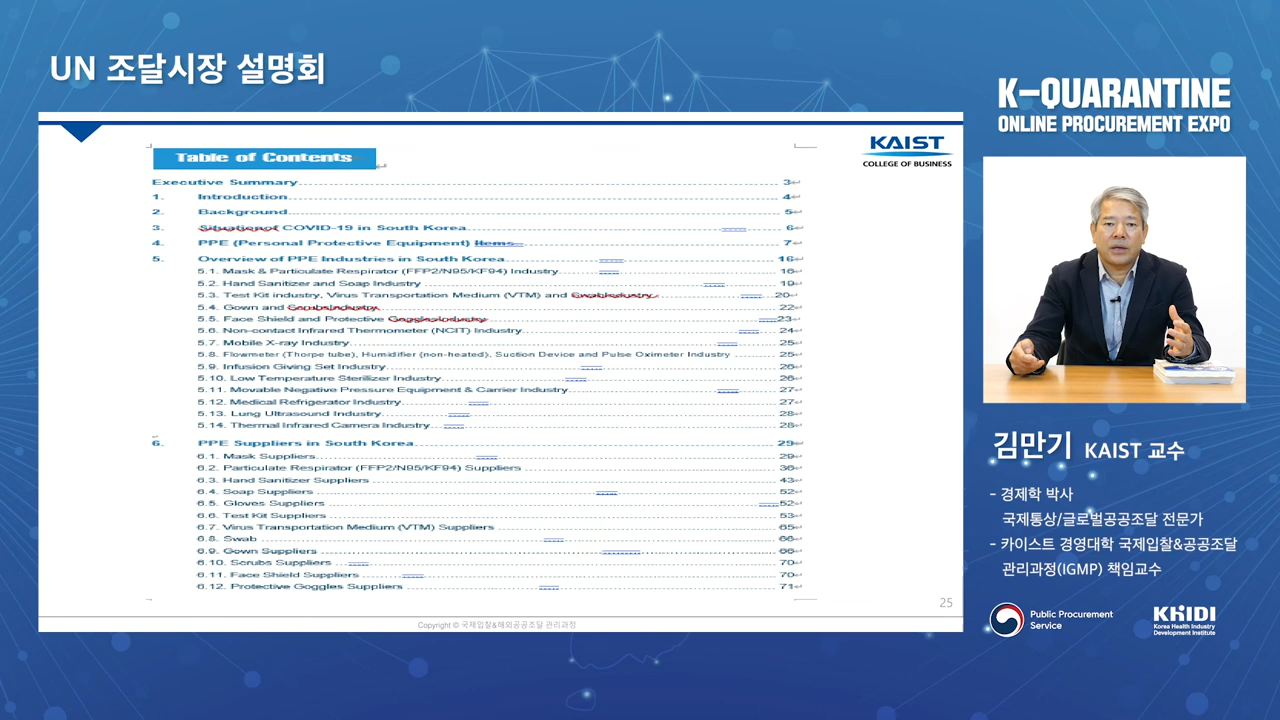 UN 조달시장 설명회
K-QUARANTINE
ONLINE PROCUREMENT EXPO
KAIST
COLLEGE OF BUSINESS
Table of Contents
Executive Summary 3
1. Introduction 4
2. Background 5
3. Situationof COVID-19 in South Korea 6
4. PPE (Personal Protective Equipment) Items 7
5. Overview of PPE Industries in South Korea 16
5.1. Mask & Particulate Respirator (FFP2/N95/KF94) Industry 16
5.2. Hand Sanitizer and Soap Industry 19
5.3. Test Kit industry, Virus Transportation Medium (VTM) and SwabIndustry 20
5.4. Gown and ScrubsIndustry 22
5.5. Face Shield and Protective GogglesIndustry 23
5.6. Non-contact Infrared Thermometer (NCIT) Industry 24
5.7. Mobile X-ray Industry 25
5.8. Flowmeter (Thorpe tube), Humidifier (non-heated), Suction Device and Pulse Oximeter Industry 25
5.9. Infusion Giving Set Industry 26
5.10. Low Temperature Sterilizer Industry 26
5.11. Movable Negative Pressure Equipment & Carrier Industry 27
5.12. Medical Refrigerator Industry 27
5.13. Lung Ultrasound Industry 28
5.14. Thermal Infrared Camera Industry 28
6. PPE Suppliers in South Korea 29
6.1. Mask Suppliers 29
6.2. Particulate Respirator (FFP2/N95/KF94) Suppliers 36
6.3. Hand Sanitizer Suppliers 43
6.4. Soap Suppliers 52
6.5. Gloves Suppliers 52
6.6. Test Kit Suppliers 53
6.7. Virus Transportation Medium (VTM) Suppliers 65
6.8. Swab 66
6.9. Gown Suppliers 66
6.10. Scrubs Suppliers 70
6.11. Face Shield Suppliers 70
6.12. Protective Goggles Suppliers 71
25
Copyright © 국제입찰&해외공공조달 관리과정
김만기 KAIST 교수
- 경제학 박사
국제통상/글로벌공공조달 전문가
- 카이스트 경영대학 국제입찰&공공조달
관리과정(IGMP) 책임교수
Public Procurement
Service
KHIDI
Korea Health Industry
Development Institute